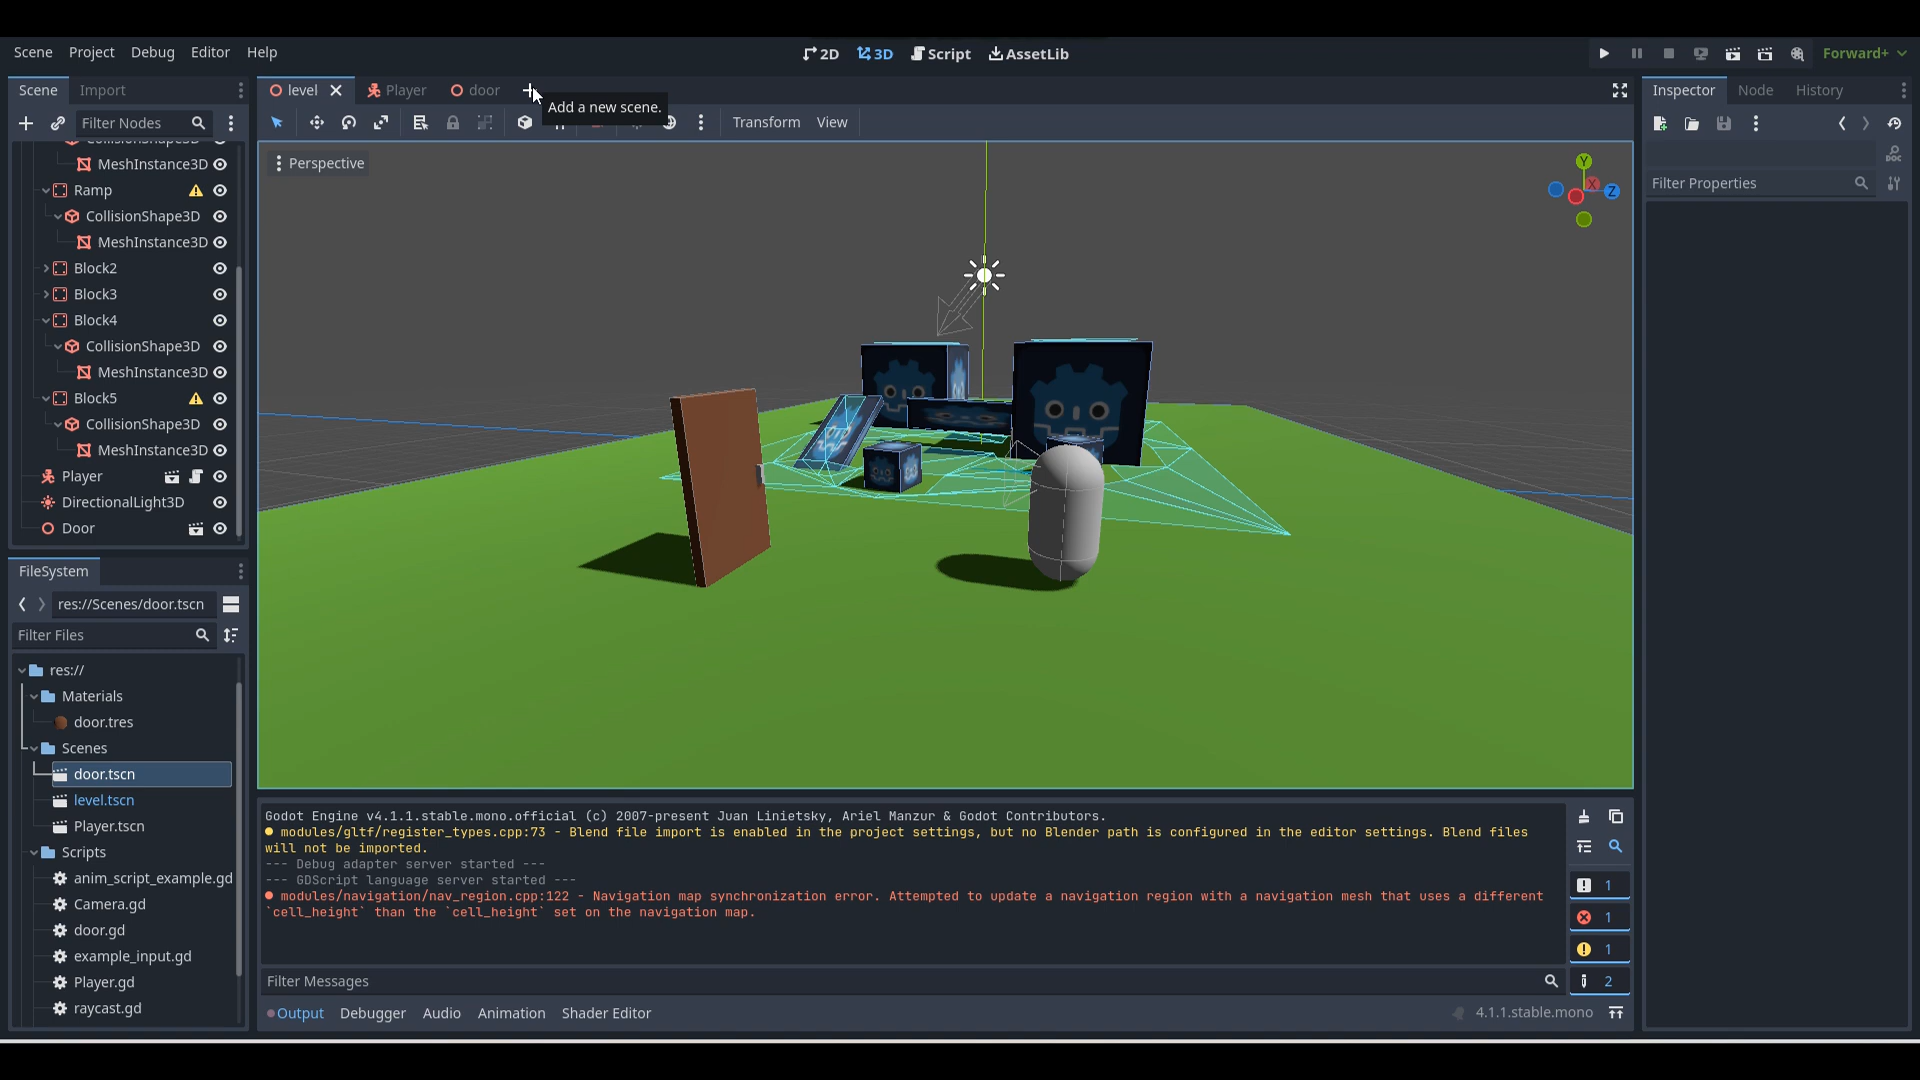 Scene Project Debug Editor Help
2D 3D Script AssetLib
Forward+
Scene Import
level Player door
Add a new scene.
Inspector Node History
Filter Nodes
Transform View
Perspective
Y
X
Z
Filter Properties
CollisionShape3D
MeshInstance3D
Ramp
CollisionShape3D
MeshInstance3D
Block2
Block3
Block4
CollisionShape3D
MeshInstance3D
Block5
CollisionShape3D
MeshInstance3D
Player
DirectionalLight3D
Door
FileSystem
res://Scenes/door.tscn
Filter Files
res://
Materials
door.tres
Scenes
door.tscn
level.tscn
Player.tscn
Scripts
anim_script_example.gd
Camera.gd
door.gd
example_input.gd
Player.gd
raycast.gd
Godot Engine v4.1.1.stable.mono.official (c) 2007-present Juan Linietsky, Ariel Manzur & Godot Contributors.
modules/gltf/register_types.cpp:73 - Blend file import is enabled in the project settings, but no Blender path is configured in the editor settings. Blend files
will not be imported.
--- Debug adapter server started ---
--- GDScript language server started ---
modules/navigation/nav_region.cpp:122 - Navigation map synchronization error. Attempted to update a navigation region with a navigation mesh that uses a different
`cell_height` than the `cell_height` set on the navigation map.
1
1
1
2
Filter Messages
Output Debugger Audio Animation Shader Editor
4.1.1.stable.mono